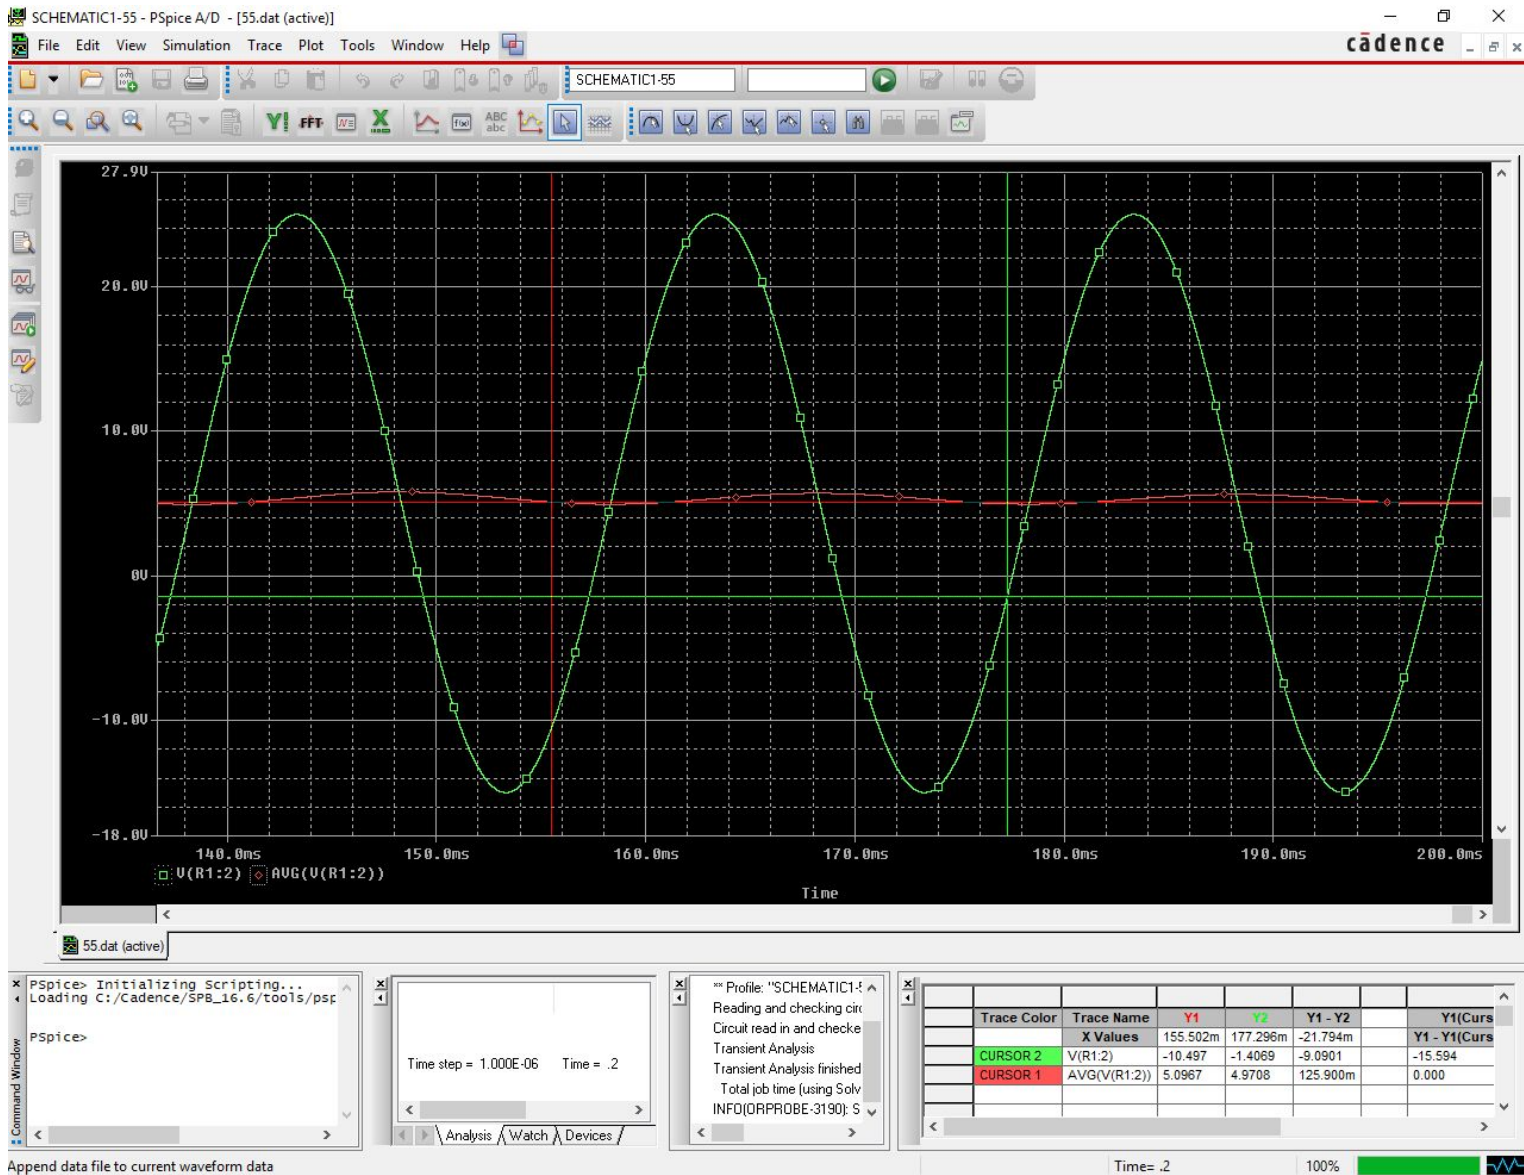 SCHEMATIC1-55 - PSpice A/D - [55.dat (active)]
File Edit View Simulation Trace Plot Tools Window Help
cādence
SCHEMATIC1-55
FFT
ABC
abc
f(x)
27.9V
20.0V
10.0V
0V
-10.0V
-18.0V
140.0ms 150.0ms 160.0ms 170.0ms 180.0ms 190.0ms 200.0ms
V(R1:2) AVG(V(R1:2))
Time
55.dat (active)
Command Window
PSpice> Initializing Scripting...
Loading C:/Cadence/SPB_16.6/tools/psp
PSpice>
Time step = 1.000E-06 Time = .2
Analysis Watch Devices
** Profile: "SCHEMATIC1-5
Reading and checking circ
Circuit read in and checke
Transient Analysis
Transient Analysis finished
Total job time (using Solv
INFO(ORPROBE-3190): S
Trace Color Trace Name Y1 Y2 Y1 - Y2 Y1(Curs
X Values 155.502m 177.296m -21.794m Y1 - Y1(Curs
CURSOR 2 V(R1:2) -10.497 -1.4069 -9.0901 -15.594
CURSOR 1 AVG(V(R1:2)) 5.0967 4.9708 125.900m 0.000
Append data file to current waveform data
Time= .2
100%